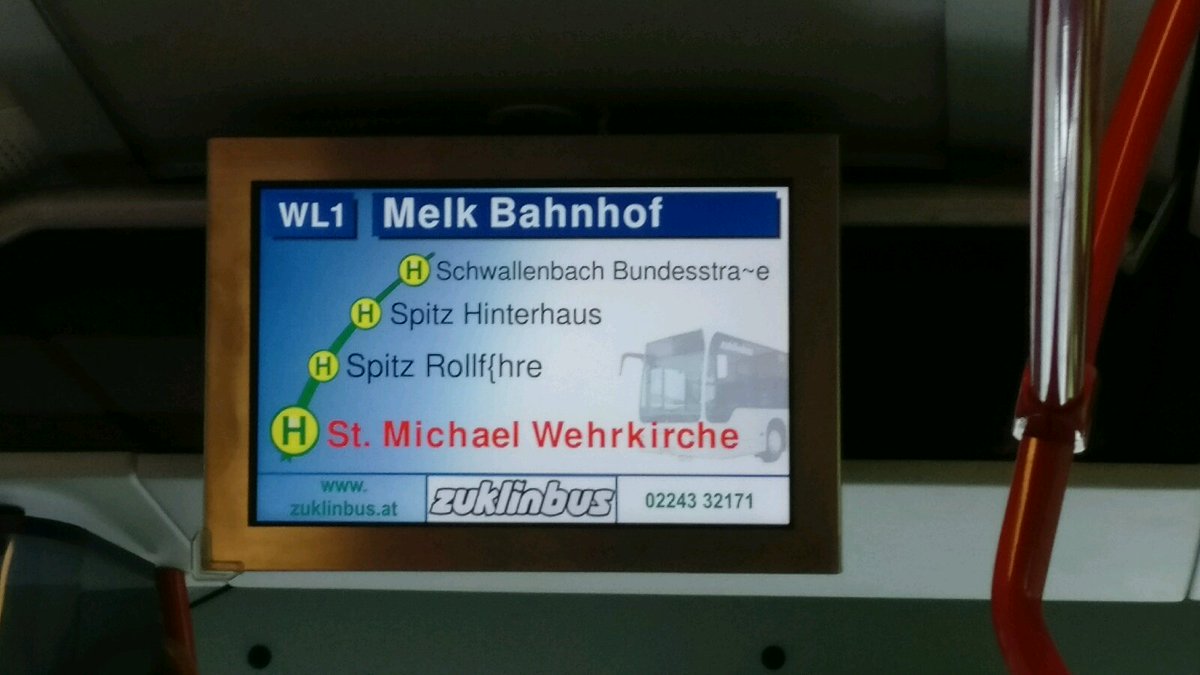 WL1 Melk Bahnhof
Schwallenbach Bundesstra~e
Spitz Hinterhaus
Spitz Rollf{hre
St. Michael Wehrkirche
H
H
H
H
www.
zuklinbus.at
zuklinbus
02243 32171